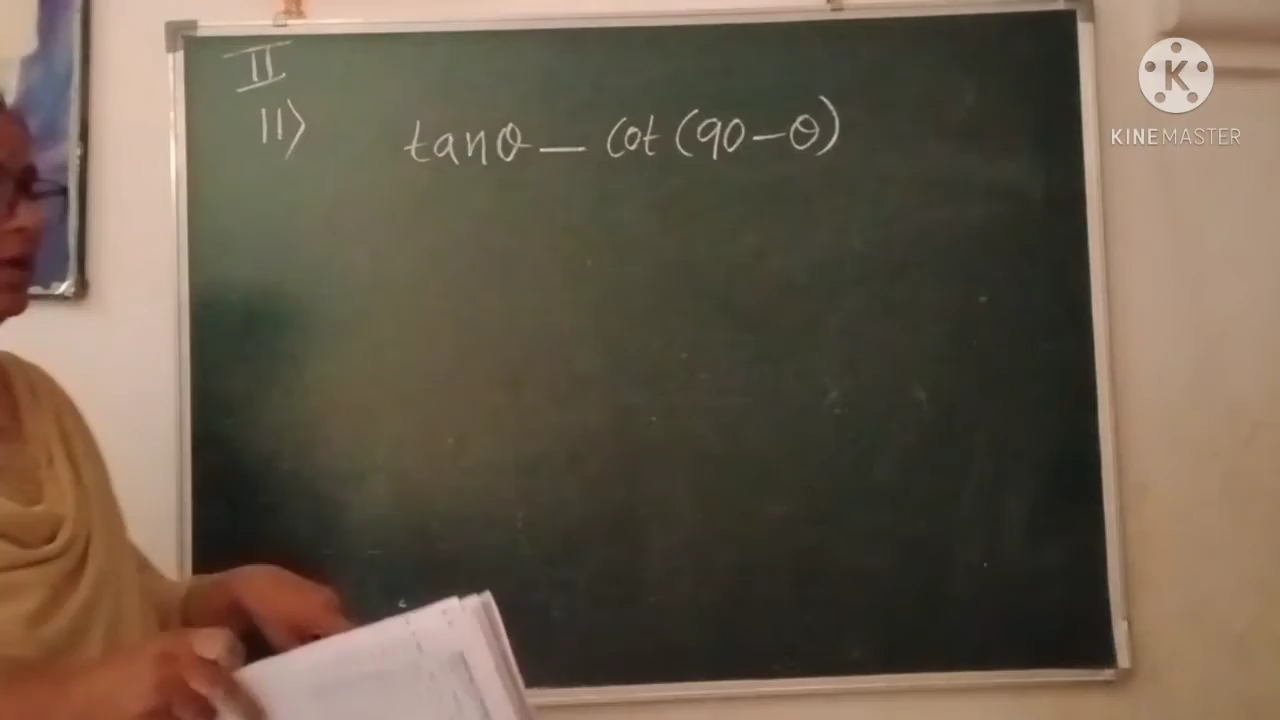 II
11) tanθ – cot (90 – θ)
K
KINEMASTER